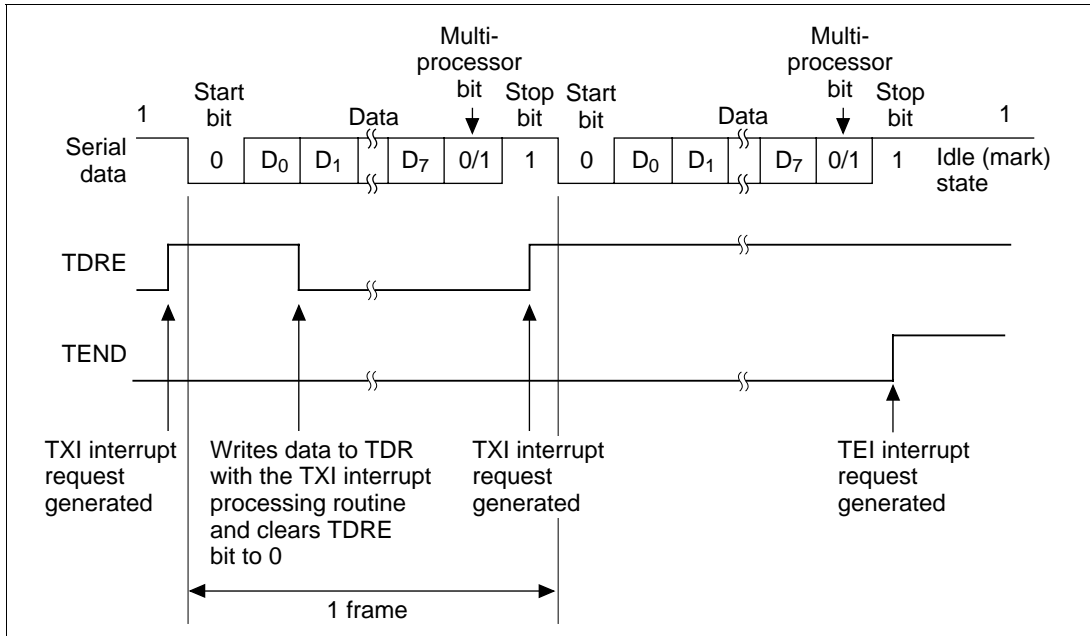 Multi-
processor
bit
Multi-
processor
bit
1
Start
bit
Data
Stop
bit
Start
bit
Data
Stop
bit
1
Serial
data
0 D0 D1 D7 0/1 1 0 D0 D1 D7 0/1 1
Idle (mark)
state
TDRE
TEND
TXI interrupt
request
generated
Writes data to TDR
with the TXI interrupt
processing routine
and clears TDRE
bit to 0
TXI interrupt
request
generated
TEI interrupt
request
generated
1 frame